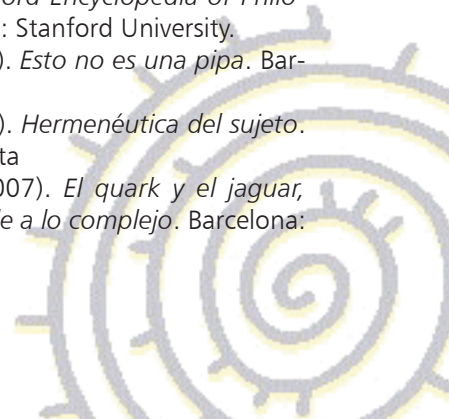 ord Encyclopedia of Philo-
: Stanford University.
). Esto no es una pipa. Bar-
). Hermenéutica del sujeto.
ta
007). El quark y el jaguar,
e a lo complejo. Barcelona: